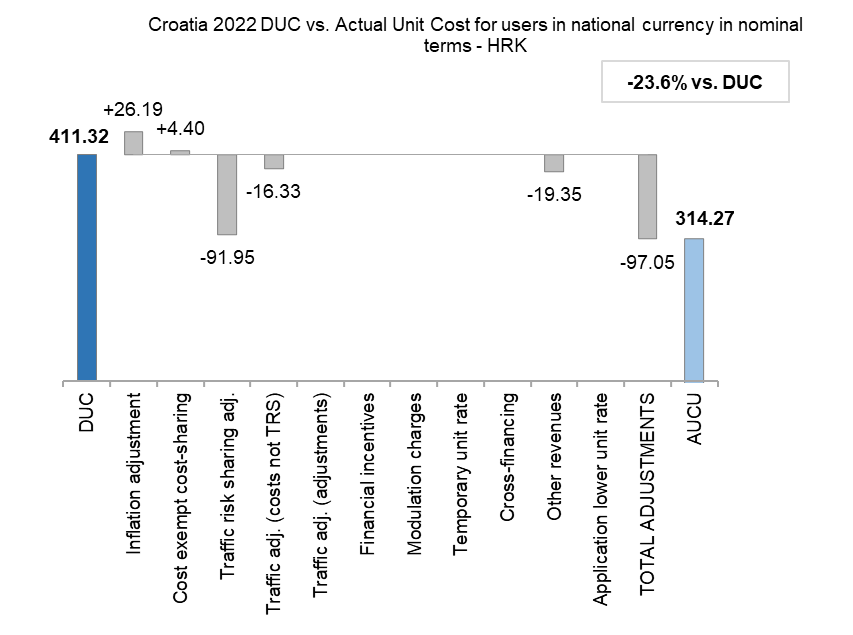 Croatia 2022 DUC vs. Actual Unit Cost for users in national currency in nominal
terms - HRK
-23.6% vs. DUC
+26.19
+4.40
411.32
-16.33
-19.35
314.27
-91.95
-97.05
DUC
Inflation adjustment
Cost exempt cost-sharing
Traffic risk sharing adj.
Traffic adj. (costs not TRS)
Traffic adj. (adjustments)
Financial incentives
Modulation charges
Temporary unit rate
Cross-financing
Other revenues
Application lower unit rate
TOTAL ADJUSTMENTS
AUCU